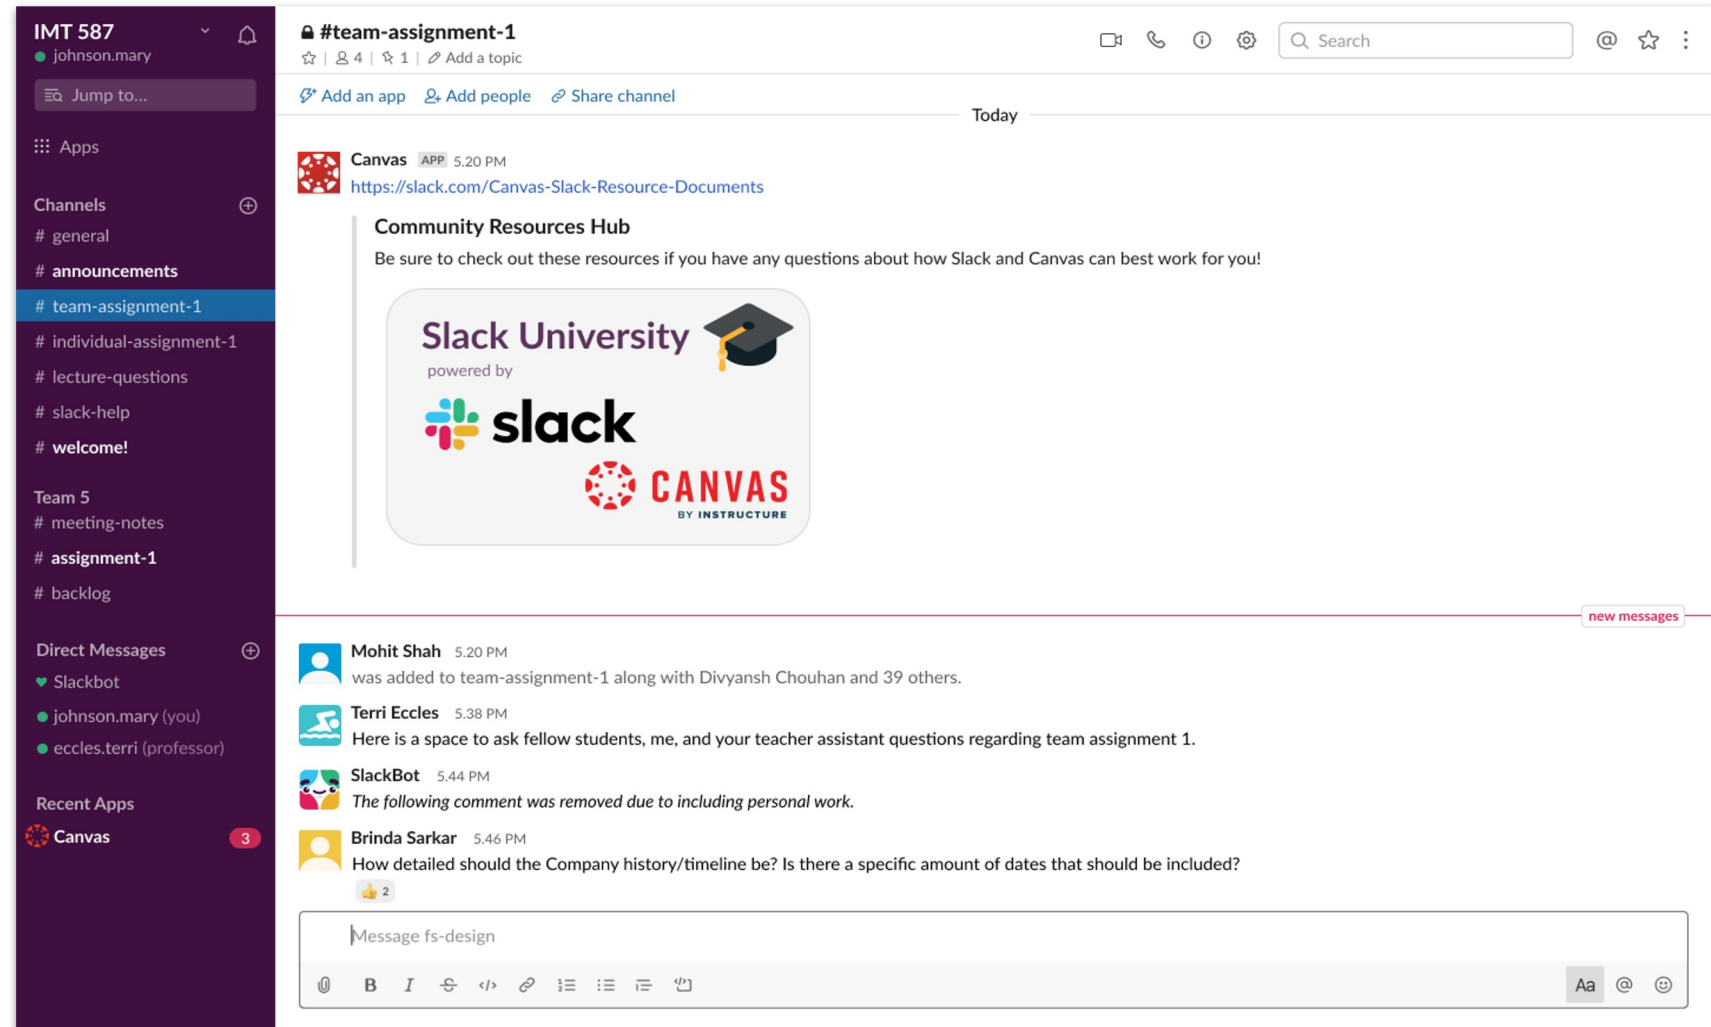 IMT 587
johnson.mary
Jump to...
Apps
Channels
# general
# announcements
# team-assignment-1
# individual-assignment-1
# lecture-questions
# slack-help
# welcome!
Team 5
# meeting-notes
# assignment-1
# backlog
Direct Messages
Slackbot
johnson.mary (you)
eccles.terri (professor)
Recent Apps
Canvas 3
#team-assignment-1
4 | 1 | Add a topic
Search
@
Add an app Add people Share channel
Today
Canvas APP 5.20 PM
https://slack.com/Canvas-Slack-Resource-Documents
Community Resources Hub
Be sure to check out these resources if you have any questions about how Slack and Canvas can best work for you!
Slack University
powered by
slack
CANVAS
BY INSTRUCTURE
new messages
Mohit Shah 5.20 PM
was added to team-assignment-1 along with Divyansh Chouhan and 39 others.
Terri Eccles 5.38 PM
Here is a space to ask fellow students, me, and your teacher assistant questions regarding team assignment 1.
SlackBot 5.44 PM
The following comment was removed due to including personal work.
Brinda Sarkar 5.46 PM
How detailed should the Company history/timeline be? Is there a specific amount of dates that should be included?
2
Message fs-design
B I S </> Aa @